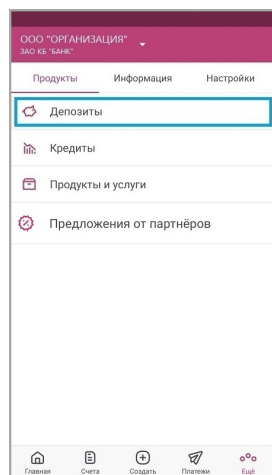 ООО "ОРГАНИЗАЦИЯ"
ЗАО КБ "БАНК"
Продукты Информация Настройки
Депозиты
Кредиты
Продукты и услуги
Предложения от партнёров
Главная Счета Создать Платежи Ещё